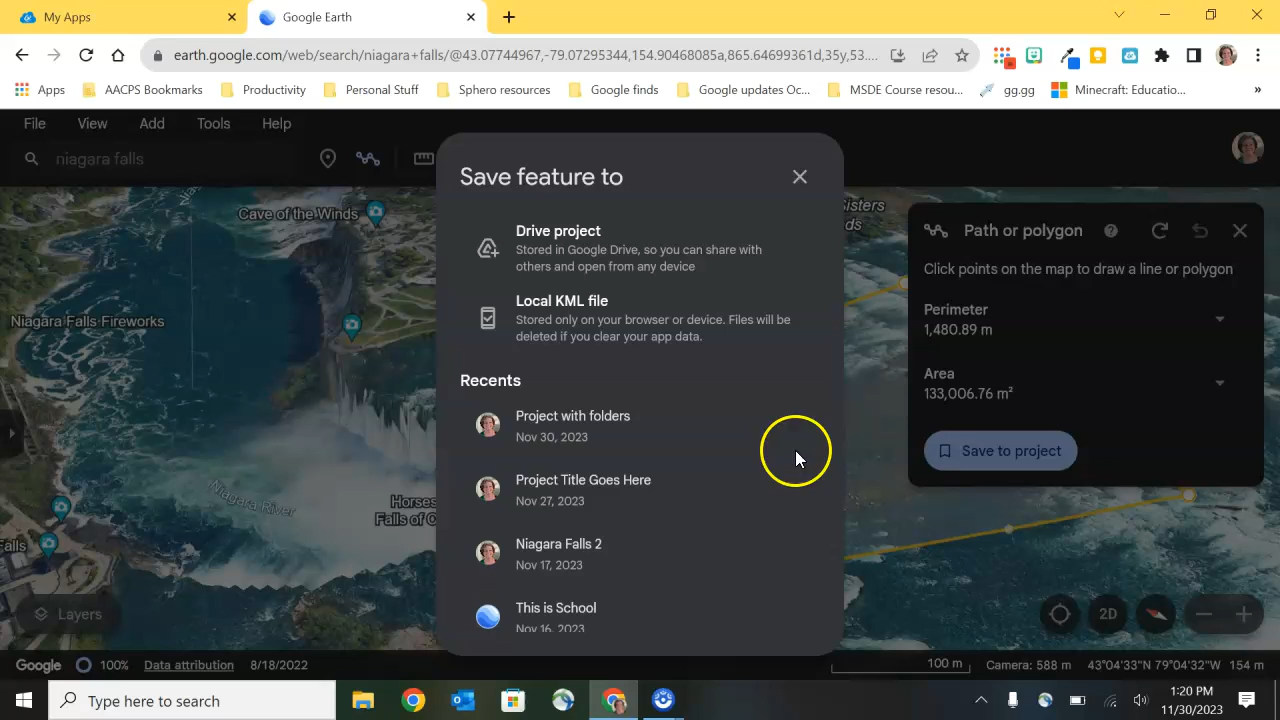 My Apps
Google Earth
earth.google.com/web/search/niagara+falls/@43.07744967,-79.07295344,154.90468085a,865.64699361d,35y,53....
Apps
AACPS Bookmarks
Productivity
Personal Stuff
Sphero resources
Google finds
Google updates Oc...
MSDE Course resou...
gg.gg
Minecraft: Educatio...
»
File View Add Tools Help
niagara falls
Save feature to
Drive project
Stored in Google Drive, so you can share with
others and open from any device
Local KML file
Stored only on your browser or device. Files will be
deleted if you clear your app data.
Recents
Project with folders
Nov 30, 2023
Project Title Goes Here
Nov 27, 2023
Niagara Falls 2
Nov 17, 2023
This is School
Nov 16, 2023
Cave of the Winds
Niagara Falls Fireworks
Niagara River
Horses
Falls of C
Falls
Sisters
ds
Path or polygon
Click points on the map to draw a line or polygon
Perimeter
1,480.89 m
Area
133,006.76 m²
Save to project
Layers
2D
Google 100% Data attribution 8/18/2022
100 m Camera: 588 m 43°04'33"N 79°04'32"W 154 m
Type here to search
1:20 PM
11/30/2023